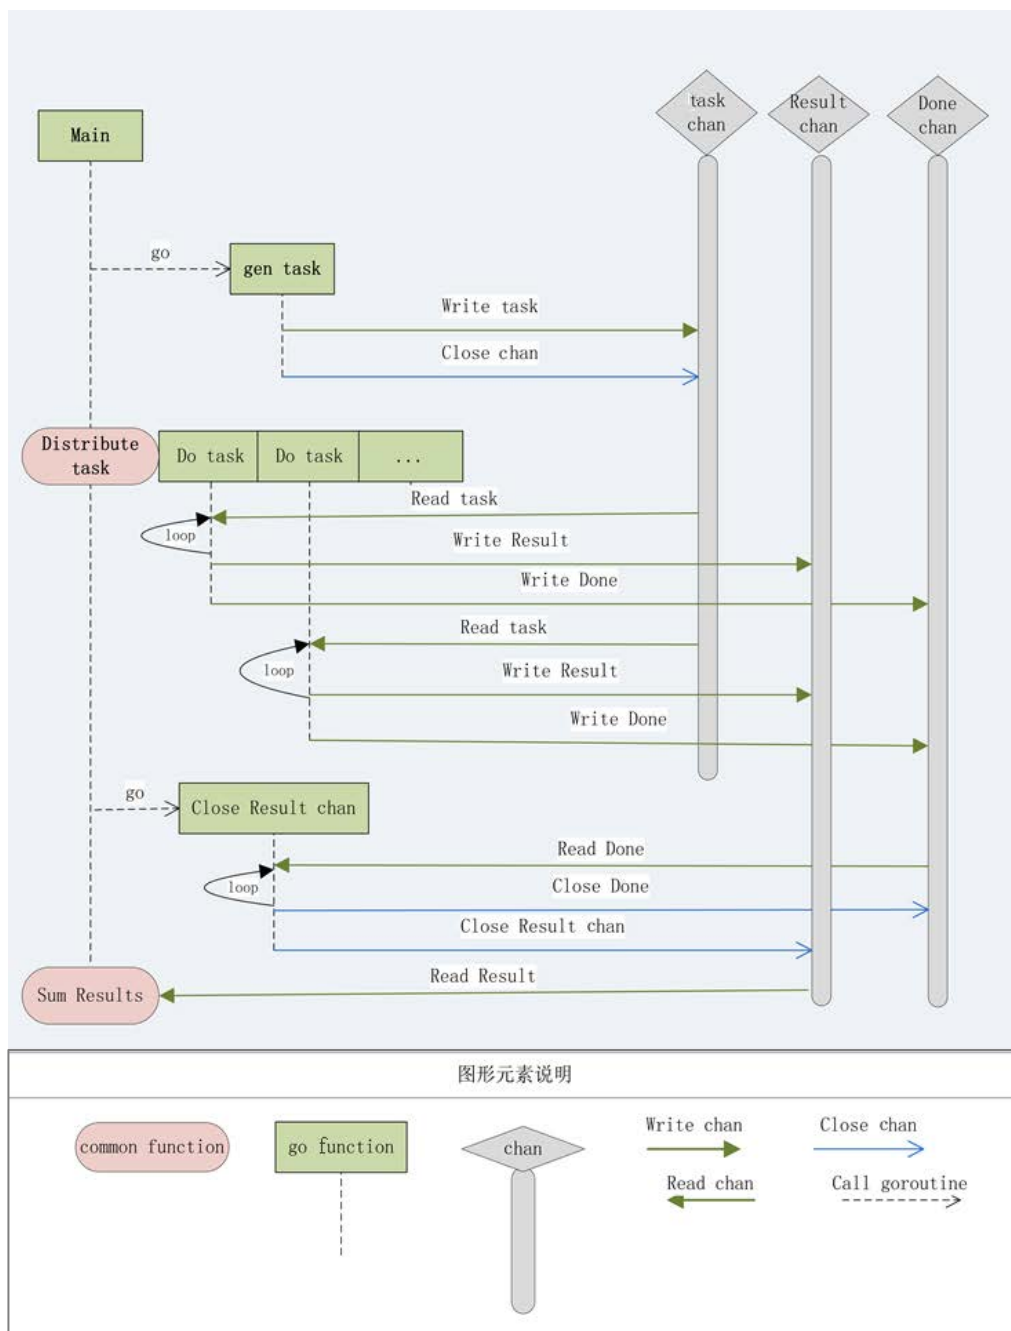 task
chan
Result
chan
Done
chan
Main
go
gen task
Write task
Close chan
Distribute
task
Do task
Do task
...
Read task
loop
Write Result
Write Done
Read task
loop
Write Result
Write Done
go
Close Result chan
Read Done
loop
Close Done
Close Result chan
Read Result
Sum Results
图形元素说明
common function
go function
chan
Write chan
Close chan
Read chan
Call goroutine